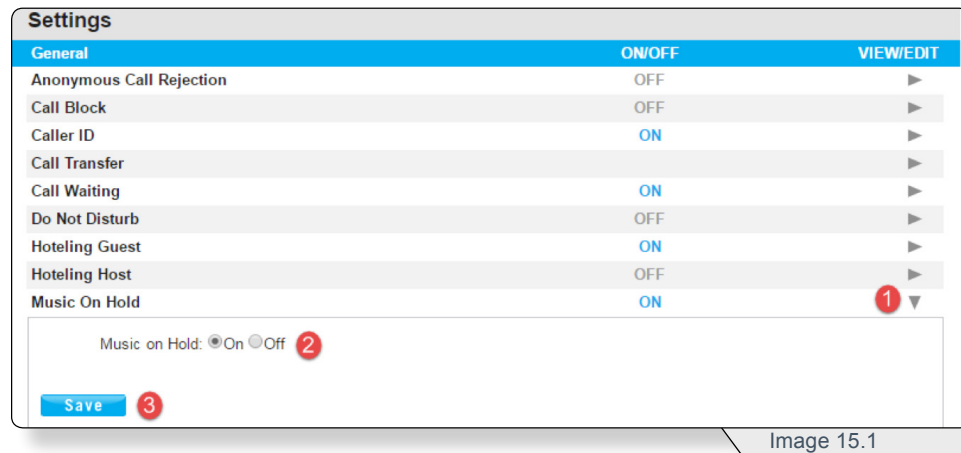 Settings
General ON/OFF VIEW/EDIT
Anonymous Call Rejection OFF
Call Block OFF
Caller ID ON
Call Transfer
Call Waiting ON
Do Not Disturb OFF
Hoteling Guest ON
Hoteling Host OFF
Music On Hold ON 1
Music on Hold: On Off 2
Save 3
Image 15.1